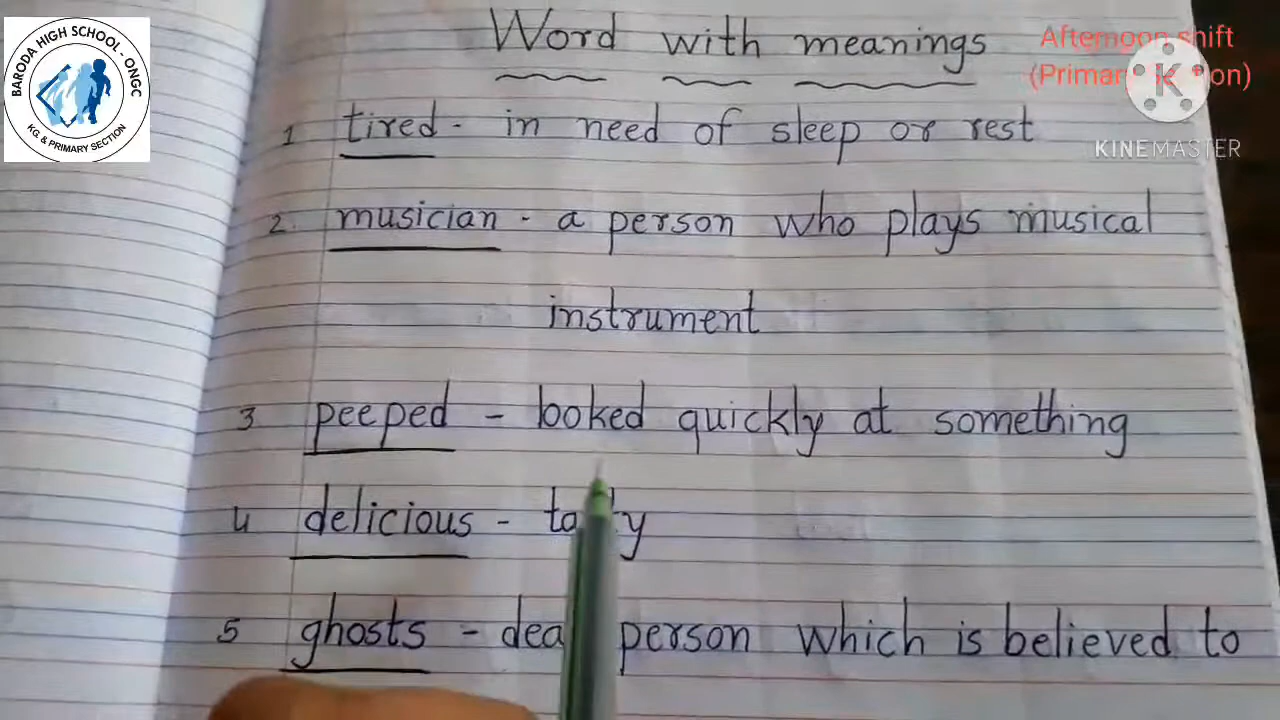 BARODA HIGH SCHOOL - ONGC
KG & PRIMARY SECTION
Afternoon shift
KINEMASTER
Word with meanings
1 tired - in need of sleep or rest
2. musician - a person who plays musical
instrument
3 peeped - looked quickly at something
4 delicious -
5 ghosts - person which is believed to